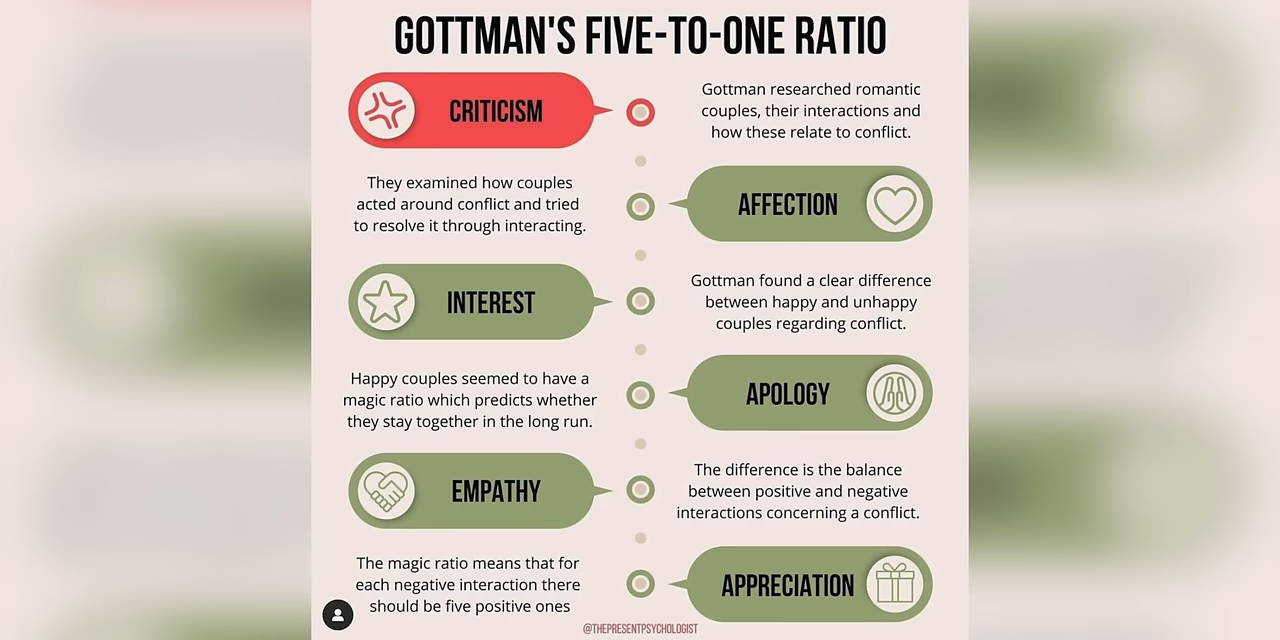 GOTTMAN'S FIVE-TO-ONE RATIO
CRITICISM
Gottman researched romantic
couples, their interactions and
how these relate to conflict.
They examined how couples
acted around conflict and tried
to resolve it through interacting.
AFFECTION
INTEREST
Gottman found a clear difference
between happy and unhappy
couples regarding conflict.
Happy couples seemed to have a
magic ratio which predicts whether
they stay together in the long run.
APOLOGY
EMPATHY
The difference is the balance
between positive and negative
interactions concerning a conflict.
The magic ratio means that for
each negative interaction there
should be five positive ones
APPRECIATION
@THEPRESENTPSYCHOLOGIST